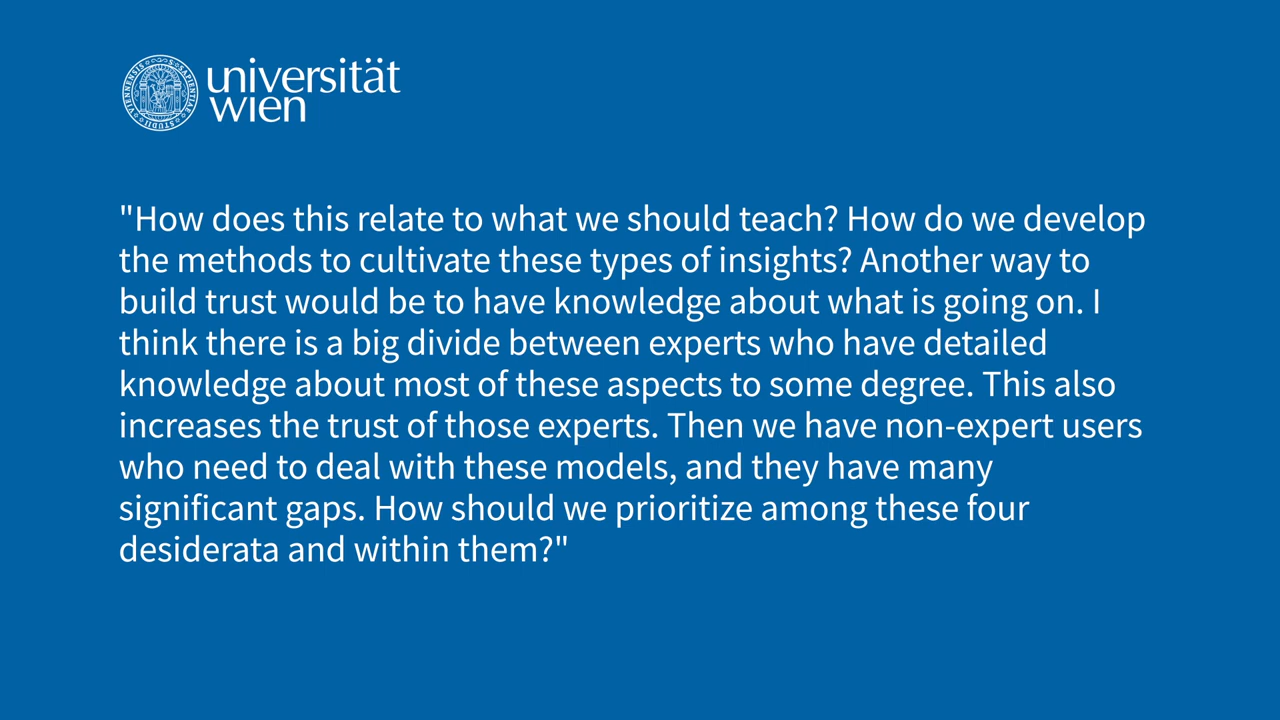 universität
wien
"How does this relate to what we should teach? How do we develop
the methods to cultivate these types of insights? Another way to
build trust would be to have knowledge about what is going on. I
think there is a big divide between experts who have detailed
knowledge about most of these aspects to some degree. This also
increases the trust of those experts. Then we have non-expert users
who need to deal with these models, and they have many
significant gaps. How should we prioritize among these four
desiderata and within them?"